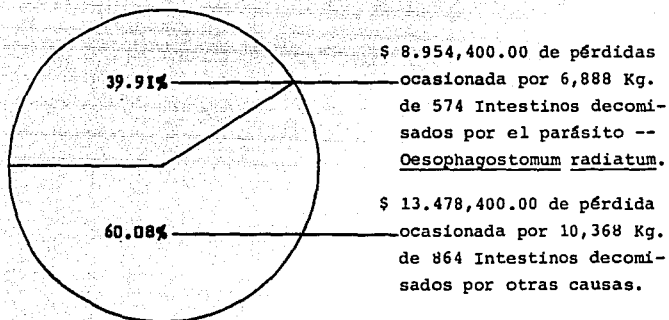 39.91%
$ 8.954,400.00 de pérdidas
ocasionada por 6,888 Kg.
de 574 Intestinos decomi-
sados por el parásito --
Oesophagostomum radiatum.
60.08%
$ 13.478,400.00 de pérdida
ocasionada por 10,368 Kg.
de 864 Intestinos decomi-
sados por otras causas.